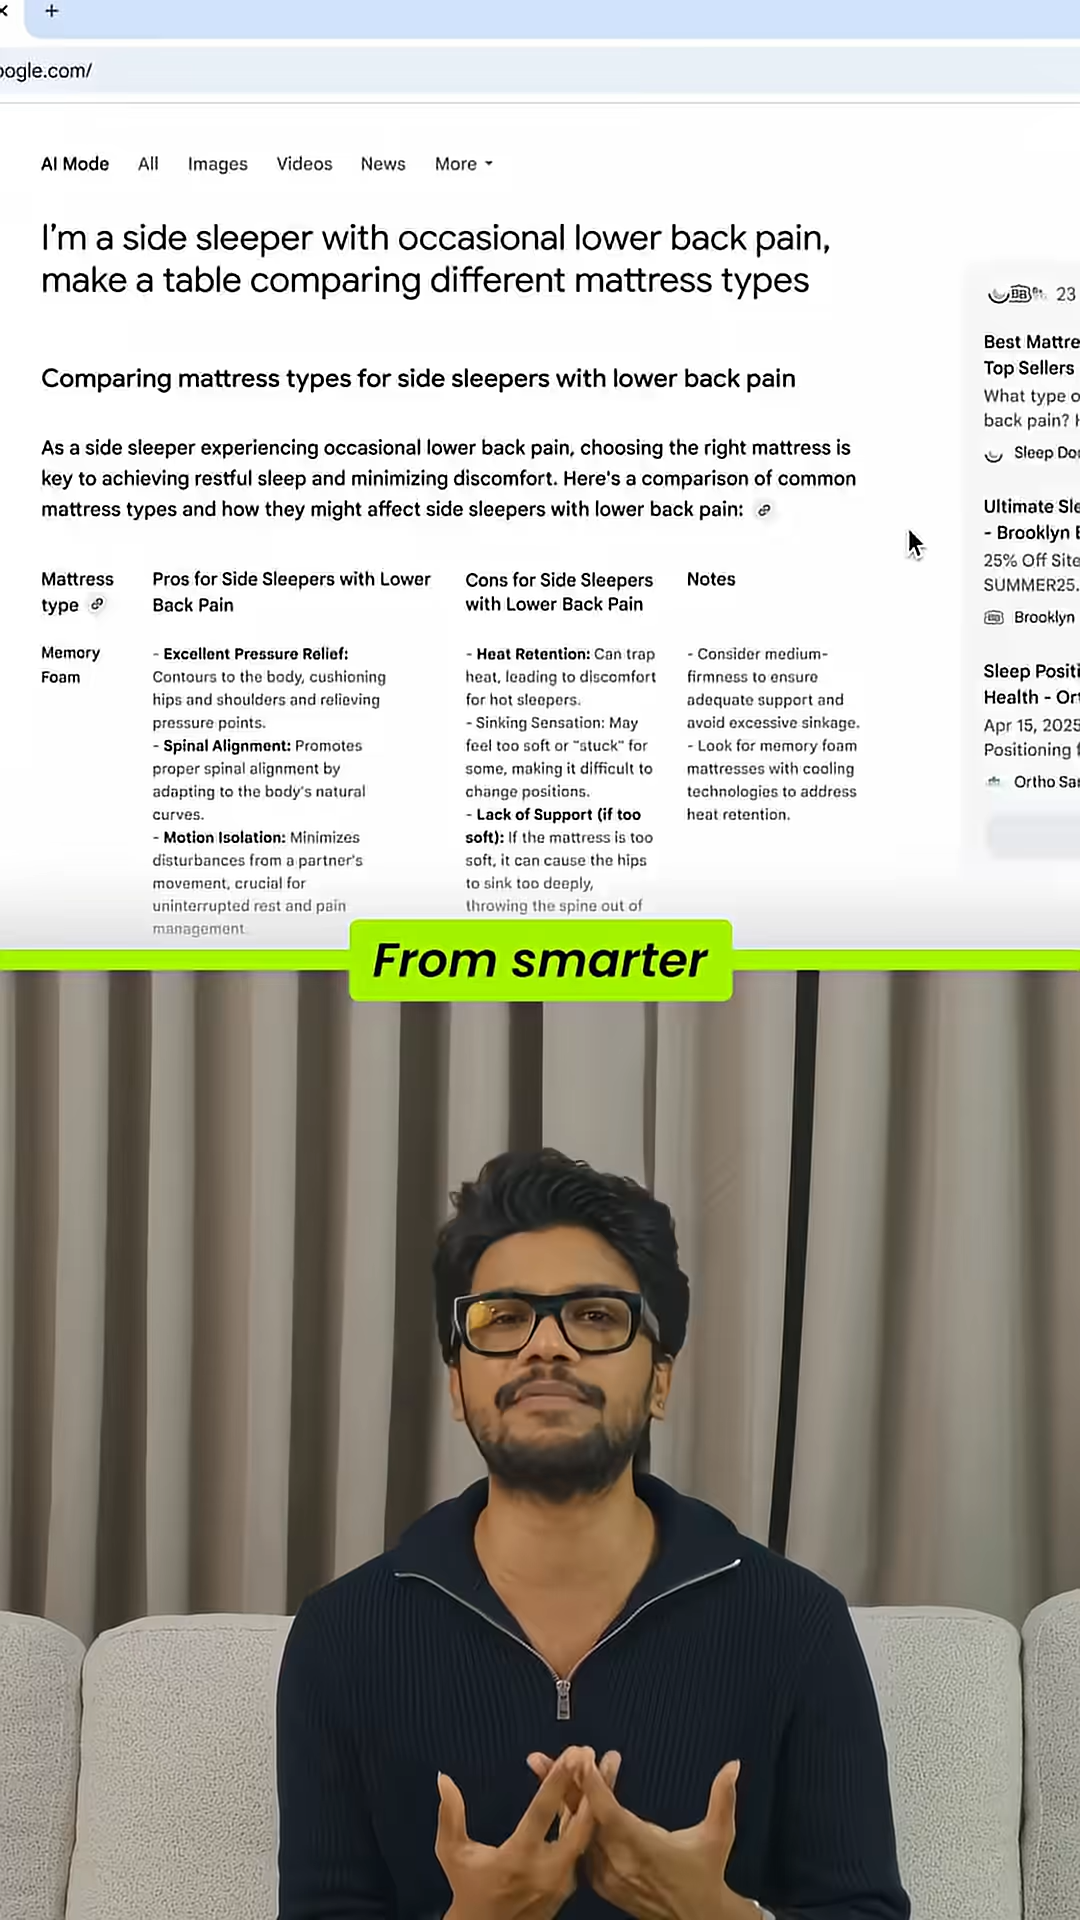 oogle.com/
AI Mode All Images Videos News More
I'm a side sleeper with occasional lower back pain,
make a table comparing different mattress types
Comparing mattress types for side sleepers with lower back pain
As a side sleeper experiencing occasional lower back pain, choosing the right mattress is
key to achieving restful sleep and minimizing discomfort. Here's a comparison of common
mattress types and how they might affect side sleepers with lower back pain:
Mattress
type
Pros for Side Sleepers with Lower
Back Pain
Cons for Side Sleepers
with Lower Back Pain
Notes
Memory
Foam
- Excellent Pressure Relief:
Contours to the body, cushioning
hips and shoulders and relieving
pressure points.
- Spinal Alignment: Promotes
proper spinal alignment by
adapting to the body's natural
curves.
- Motion Isolation: Minimizes
disturbances from a partner's
movement, crucial for
uninterrupted rest and pain
management.
- Heat Retention: Can trap
heat, leading to discomfort
for hot sleepers.
- Sinking Sensation: May
feel too soft or "stuck" for
some, making it difficult to
change positions.
- Lack of Support (if too
soft): If the mattress is too
soft, it can cause the hips
to sink too deeply,
throwing the spine out of
- Consider medium-
firmness to ensure
adequate support and
avoid excessive sinkage.
- Look for memory foam
mattresses with cooling
technologies to address
heat retention.
23
Best Mattre
Top Sellers
What type o
back pain? H
Sleep Doc
Ultimate Sle
- Brooklyn B
25% Off Site
SUMMER25.
Brooklyn
Sleep Positi
Health - Ort
Apr 15, 2025
Positioning f
Ortho Sar
From smarter